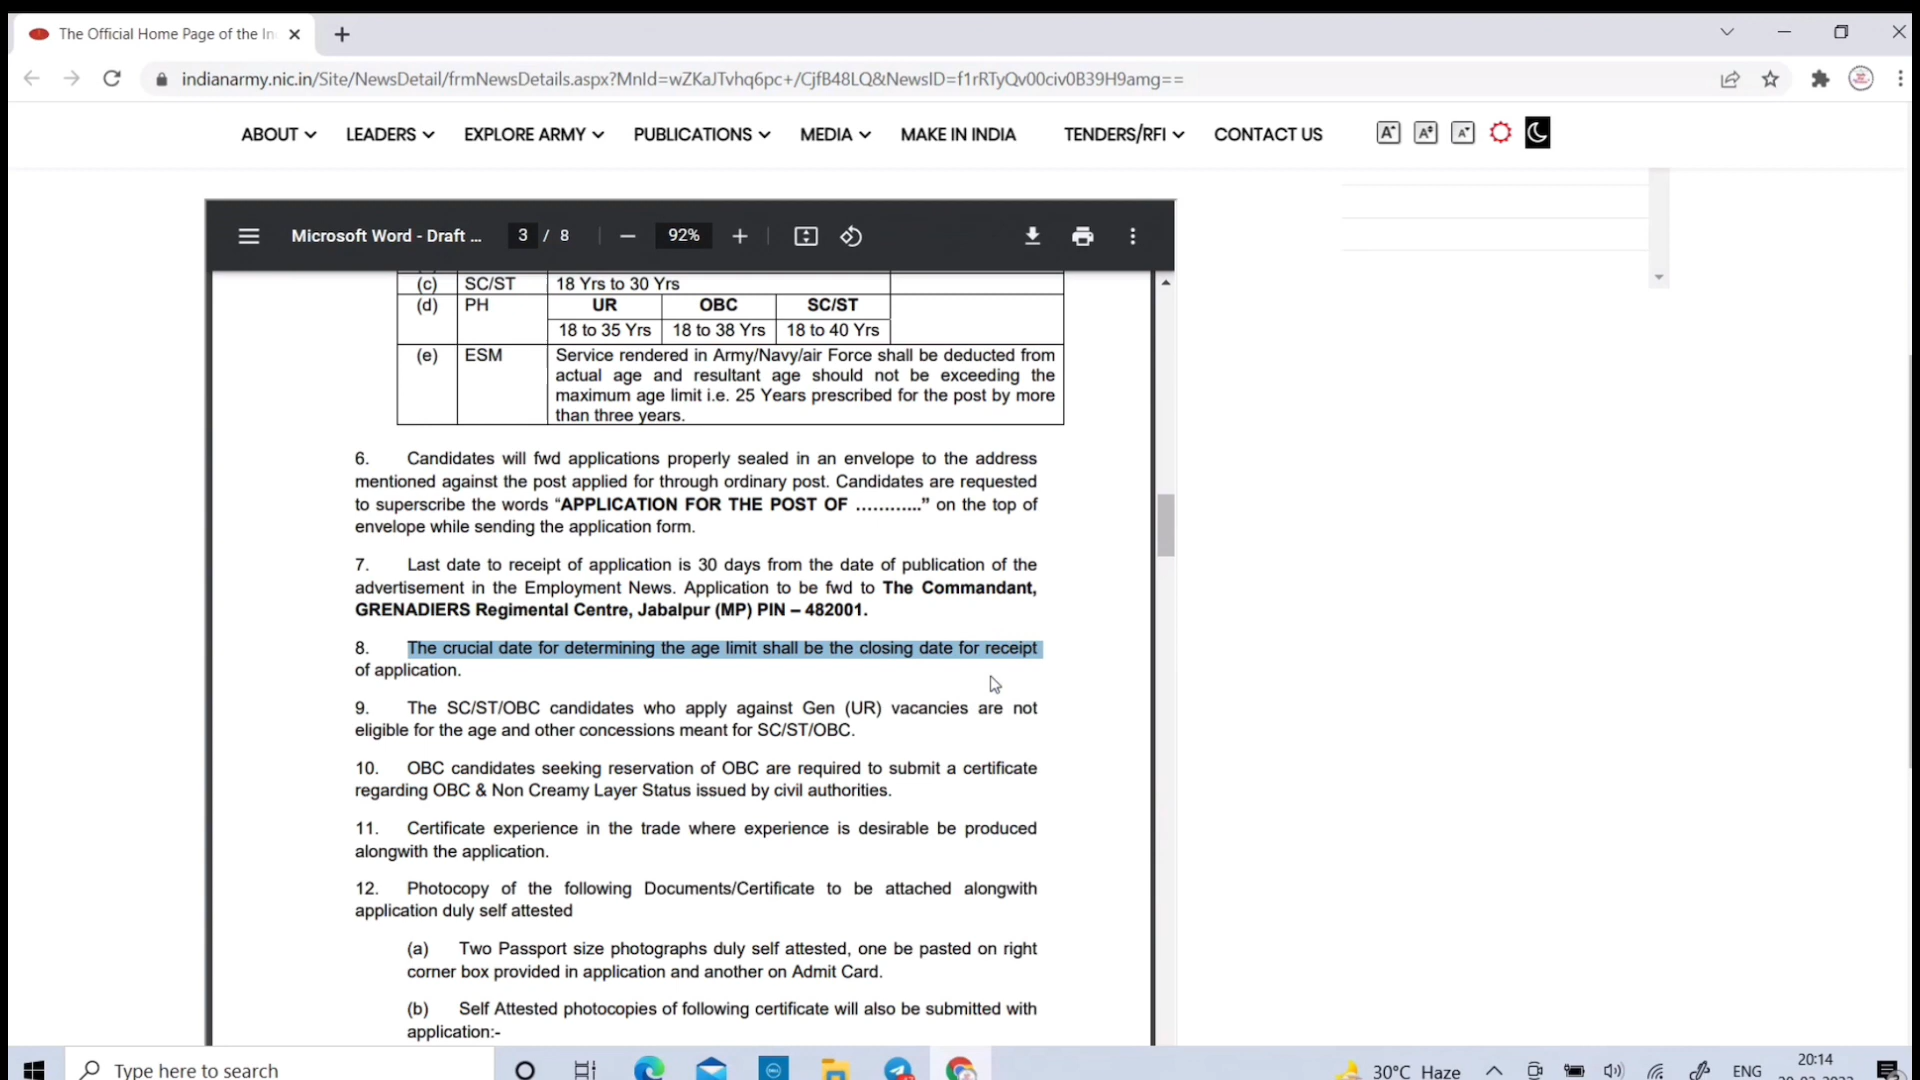 The Official Home Page of the In
indianarmy.nic.in/Site/NewsDetail/frmNewsDetails.aspx?MnId=wZKaJTvhq6pc+/CjfB48LQ&NewsID=f1rRTyQv00civ0B39H9amg==
ABOUT LEADERS EXPLORE ARMY PUBLICATIONS MEDIA MAKE IN INDIA TENDERS/RFI CONTACT US
Microsoft Word - Draft ... 3 / 8 92%
(c) SC/ST 18 Yrs to 30 Yrs
(d) PH UR OBC SC/ST
18 to 35 Yrs 18 to 38 Yrs 18 to 40 Yrs
(e) ESM Service rendered in Army/Navy/air Force shall be deducted from
actual age and resultant age should not be exceeding the
maximum age limit i.e. 25 Years prescribed for the post by more
than three years.
6. Candidates will fwd applications properly sealed in an envelope to the address
mentioned against the post applied for through ordinary post. Candidates are requested
to superscribe the words “APPLICATION FOR THE POST OF ………...” on the top of
envelope while sending the application form.
7. Last date to receipt of application is 30 days from the date of publication of the
advertisement in the Employment News. Application to be fwd to The Commandant,
GRENADIERS Regimental Centre, Jabalpur (MP) PIN – 482001.
8. The crucial date for determining the age limit shall be the closing date for receipt
of application.
9. The SC/ST/OBC candidates who apply against Gen (UR) vacancies are not
eligible for the age and other concessions meant for SC/ST/OBC.
10. OBC candidates seeking reservation of OBC are required to submit a certificate
regarding OBC & Non Creamy Layer Status issued by civil authorities.
11. Certificate experience in the trade where experience is desirable be produced
alongwith the application.
12. Photocopy of the following Documents/Certificate to be attached alongwith
application duly self attested
(a) Two Passport size photographs duly self attested, one be pasted on right
corner box provided in application and another on Admit Card.
(b) Self Attested photocopies of following certificate will also be submitted with
application:-
Type here to search 30°C Haze ENG 20:14